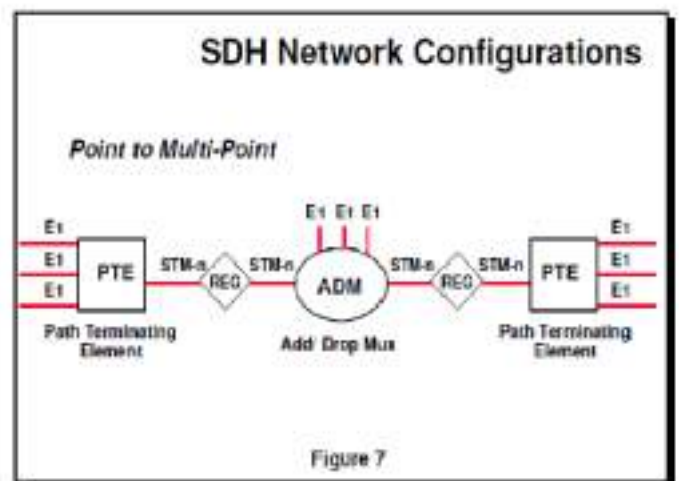 SDH Network Configurations
Point to Multi-Point
E1 E1 E1
E1
E1
E1
PTE
STM-n
REG
STM-n
ADM
STM-n
REG
STM-n
PTE
E1
E1
E1
Path Terminating
Element
Add/ Drop Mux
Path Terminating
Element
Figure 7